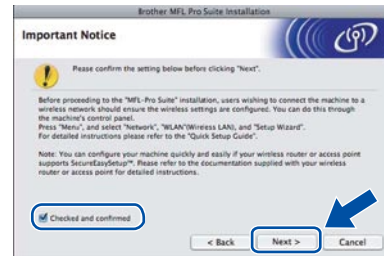 Brother MFL Pro Suite Installation
Important Notice
Please confirm the setting below before clicking "Next".
Before proceeding to the "MFL-Pro Suite" installation, users wishing to connect the machine to a
wireless network should ensure the wireless settings are configured. You can do this through
the machine's control panel.
Press "Menu", and select "Network", "WLAN"(Wireless LAN), and "Setup Wizard".
For detailed instructions please refer to the "Quick Setup Guide".
Note: You can configure your machine quickly and easily if your wireless router or access point
supports SecureEasySetup™. Please refer to the documentation supplied with your wireless
router or access point for detailed instructions.
Checked and confirmed
< Back Next > Cancel